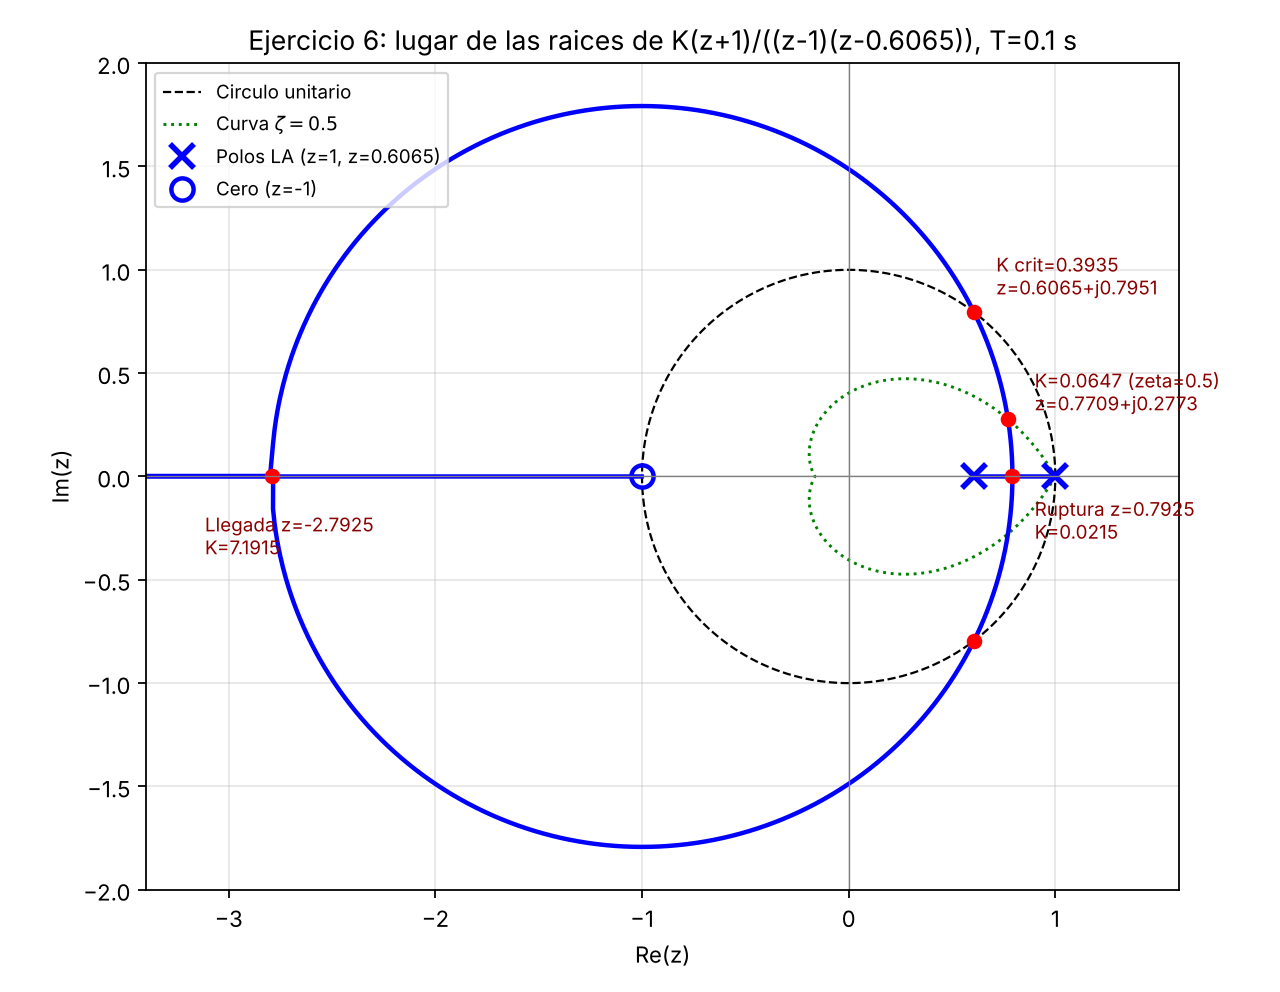 Ejercicio 6: lugar de las raices de K(z+1)/((z-1)(z-0.6065)), T=0.1 s
Circulo unitario
Curva ζ = 0.5
Polos LA (z=1, z=0.6065)
Cero (z=-1)
K crit=0.3935
z=0.6065+j0.7951
K=0.0647 (zeta=0.5)
z=0.7709+j0.2773
Ruptura z=0.7925
K=0.0215
Llegada z=-2.7925
K=7.1915
2.0
1.5
1.0
0.5
0.0
−0.5
−1.0
−1.5
−2.0
Im(z)
−3
−2
−1
0
1
Re(z)